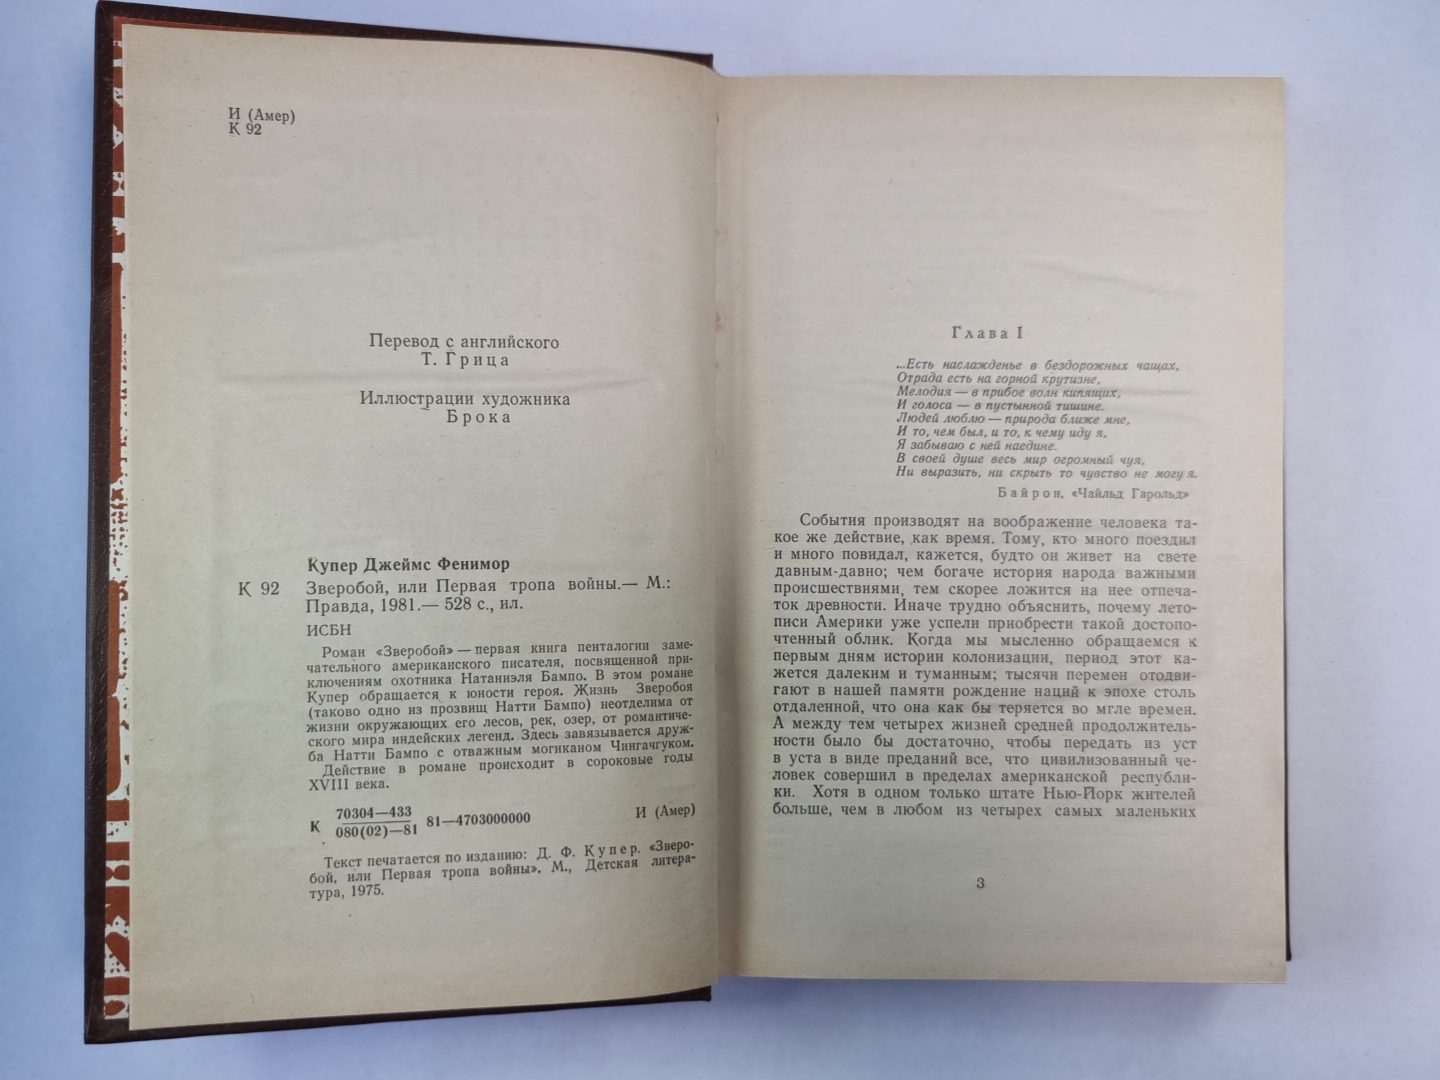 И (Амер)
К 92
Перевод с английского
Т. Грица
Иллюстрации художника
Брока
Купер Джеймс Фенимор
К 92 Зверобой, или Первая тропа войны.— М.:
Правда, 1981.— 528 с., ил.
ИСБН
Роман «Зверобой» — первая книга пенталогии заме-
чательного американского писателя, посвященной при-
ключениям охотника Натаниэля Бампо. В этом романе
Купер обращается к юности героя. Жизнь Зверобоя
(таково одно из прозвищ Натти Бампо) неотделима от
жизни окружающих его лесов, рек, озер, от романтиче-
ского мира индейских легенд. Здесь завязывается друж-
ба Натти Бампо с отважным могиканом Чингачгуком.
Действие в романе происходит в сороковые годы
XVIII века.
К 70304—433
080(02)—81 81—4703000000 И (Амер)
Текст печатается по изданию: Д. Ф. Купер. «Зверо-
бой, или Первая тропа войны». М., Детская литера-
тура, 1975.
Глава I
...Есть наслажденье в бездорожных чащах,
Отрада есть на горной крутизне,
Мелодия — в прибое волн кипящих,
И голоса — в пустынной тишине.
Людей люблю — природа ближе мне,
И то, чем был, и то, к чему иду я,
Я забываю с ней наедине.
В своей душе весь мир огромный чуя,
Ни выразить, ни скрыть то чувство не могу я.
Байрон, «Чайльд Гарольд»
События производят на воображение человека та-
кое же действие, как время. Тому, кто много поездил
и много повидал, кажется, будто он живет на свете
давным-давно; чем богаче история народа важными
происшествиями, тем скорее ложится на нее отпеча-
ток древности. Иначе трудно объяснить, почему лето-
писи Америки уже успели приобрести такой достопо-
чтенный облик. Когда мы мысленно обращаемся к
первым дням истории колонизации, период этот ка-
жется далеким и туманным; тысячи перемен отодви-
гают в нашей памяти рождение наций к эпохе столь
отдаленной, что она как бы теряется во мгле времен.
А между тем четырех жизней средней продолжитель-
ности было бы достаточно, чтобы передать из уст
в уста в виде преданий все, что цивилизованный че-
ловек совершил в пределах американской республи-
ки. Хотя в одном только штате Нью-Йорк жителей
больше, чем в любом из четырех самых маленьких
3